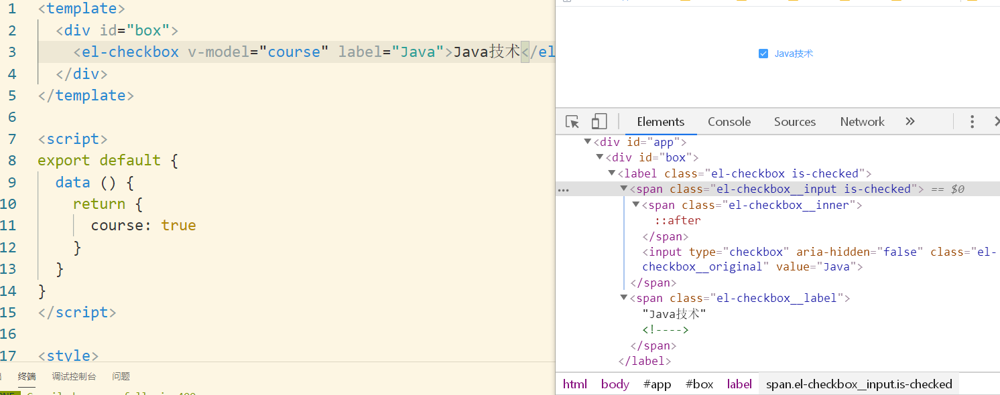 1 <template>
2 <div id="box">
3 <el-checkbox v-model="course" label="Java">Java技术</el
4 </div>
5 </template>
6
7 <script>
8 export default {
9 data () {
10 return {
11 course: true
12 }
13 }
14 }
15 </script>
16
17 <style>
终端 调试控制台 问题
Java技术
Elements Console Sources Network
<div id="app">
<div id="box">
<label class="el-checkbox is-checked">
<span class="el-checkbox__input is-checked"> == $0
<span class="el-checkbox__inner">
::after
</span>
<input type="checkbox" aria-hidden="false" class="el-
checkbox__original" value="Java">
</span>
<span class="el-checkbox__label">
"Java技术"
<!---->
</span>
</label>
html body #app #box label span.el-checkbox__input.is-checked